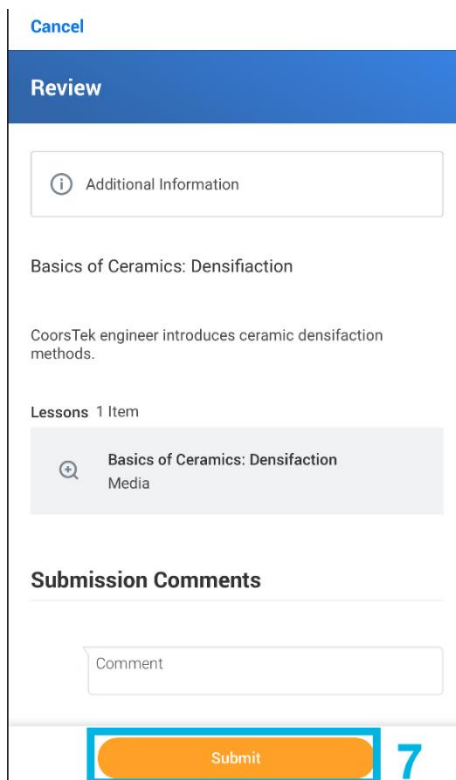 Cancel
Review
Additional Information
Basics of Ceramics: Densifiaction
CoorsTek engineer introduces ceramic densifaction
methods.
Lessons 1 Item
Basics of Ceramics: Densifaction
Media
Submission Comments
Comment
Submit 7